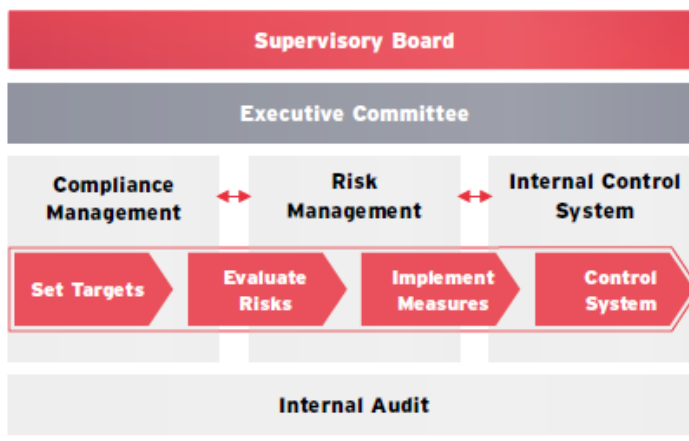 Supervisory Board
Executive Committee
Compliance
Management
Risk
Management
Internal Control
System
Set Targets
Evaluate
Risks
Implement
Measures
Control
System
Internal Audit